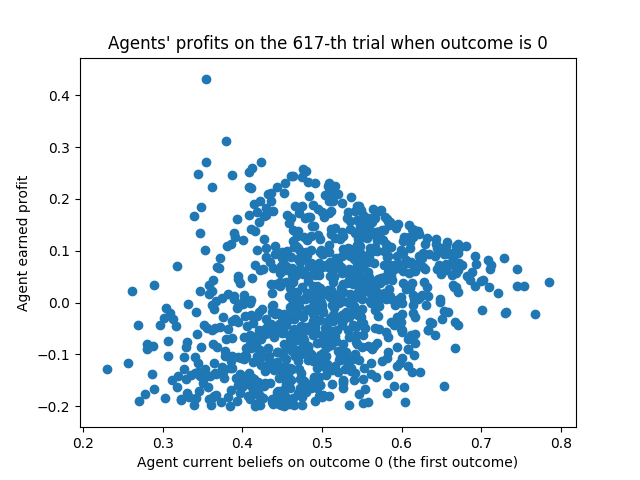 Agents' profits on the 617-th trial when outcome is 0
0.4
0.3
0.2
0.1
0.0
−0.1
−0.2
Agent earned profit
0.2 0.3 0.4 0.5 0.6 0.7 0.8
Agent current beliefs on outcome 0 (the first outcome)